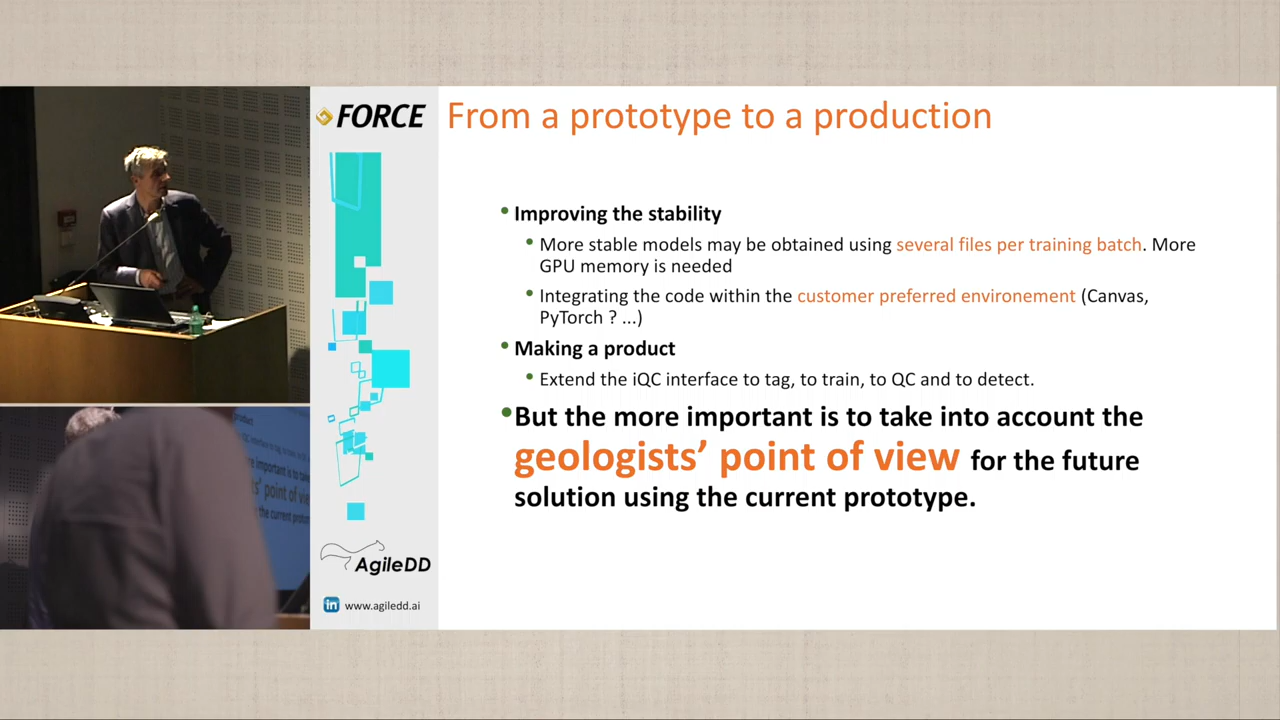 FORCE
From a prototype to a production
• Improving the stability
• More stable models may be obtained using several files per training batch. More
GPU memory is needed
• Integrating the code within the customer preferred environement (Canvas,
PyTorch ? ...)
• Making a product
• Extend the iQC interface to tag, to train, to QC and to detect.
•But the more important is to take into account the
geologists’ point of view for the future
solution using the current prototype.
AgileDD
in www.agiledd.ai